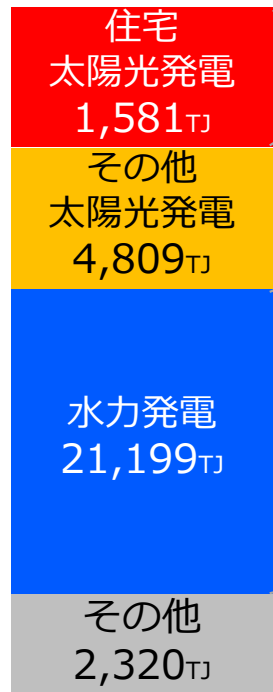 住宅
太陽光発電
1,581TJ
その他
太陽光発電
4,809TJ
水力発電
21,199TJ
その他
2,320TJ